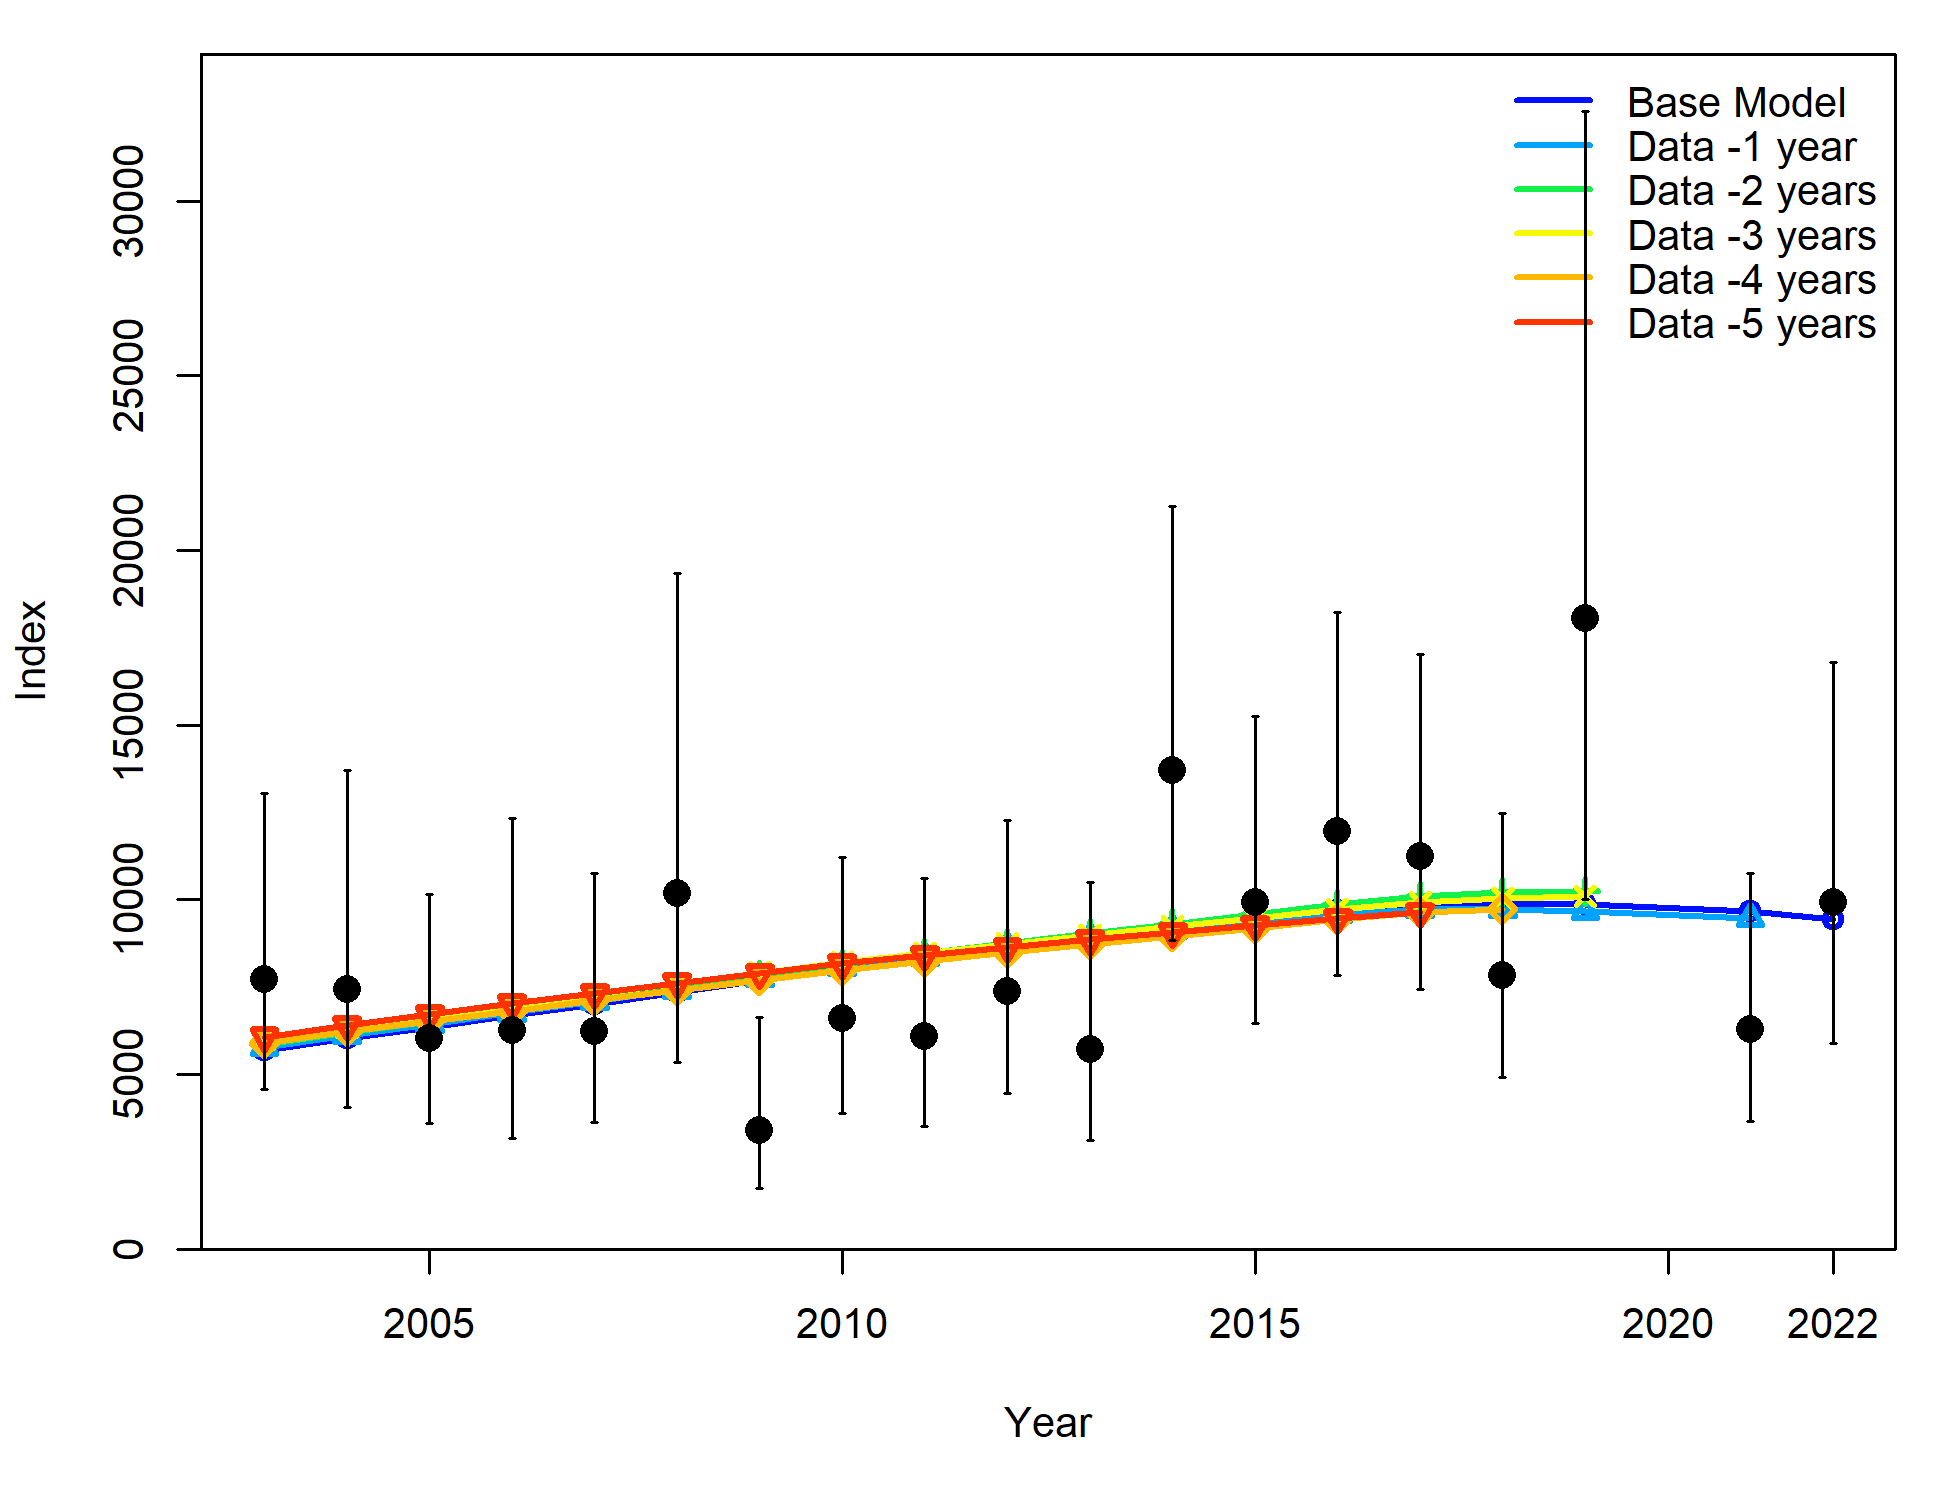 Base Model
Data -1 year
Data -2 years
Data -3 years
Data -4 years
Data -5 years
30000
25000
20000
15000
10000
5000
0
Index
2005 2010 2015 2020 2022
Year